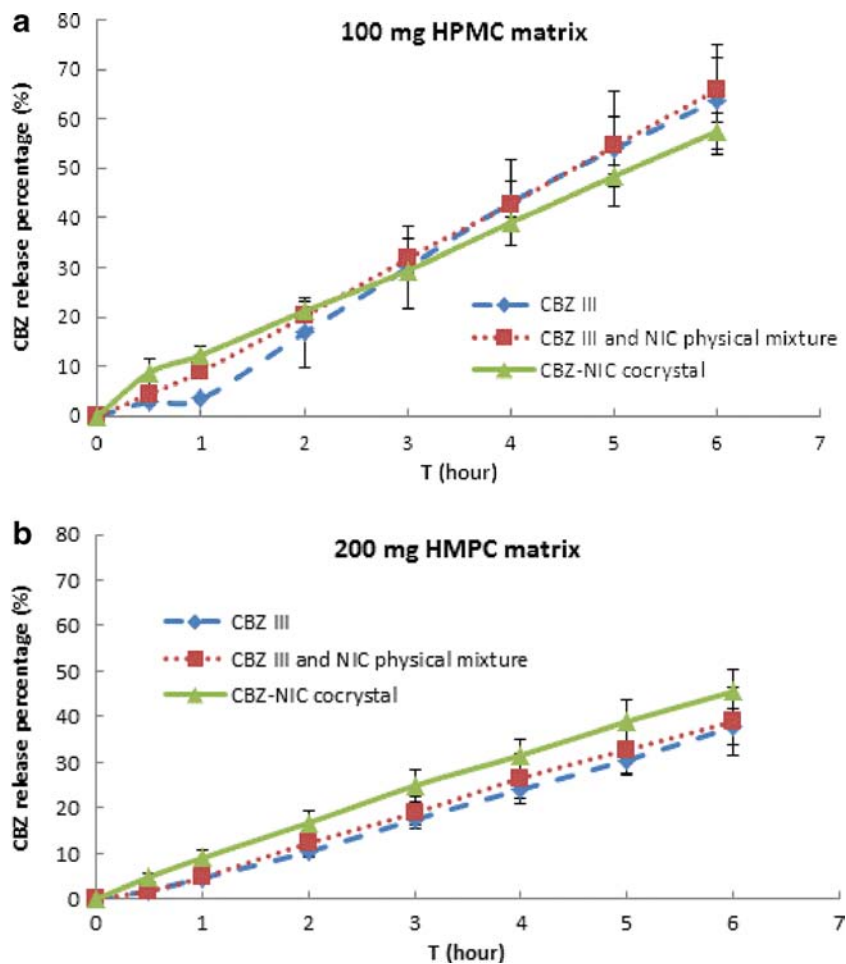 a
100 mg HPMC matrix
CBZ release percentage (%)
80
70
60
50
40
30
20
10
0
CBZ III
CBZ III and NIC physical mixture
CBZ-NIC cocrystal
0 1 2 3 4 5 6 7
T (hour)
b
200 mg HMPC matrix
CBZ release percentage (%)
80
70
60
50
40
30
20
10
0
CBZ III
CBZ III and NIC physical mixture
CBZ-NIC cocrystal
0 1 2 3 4 5 6 7
T (hour)